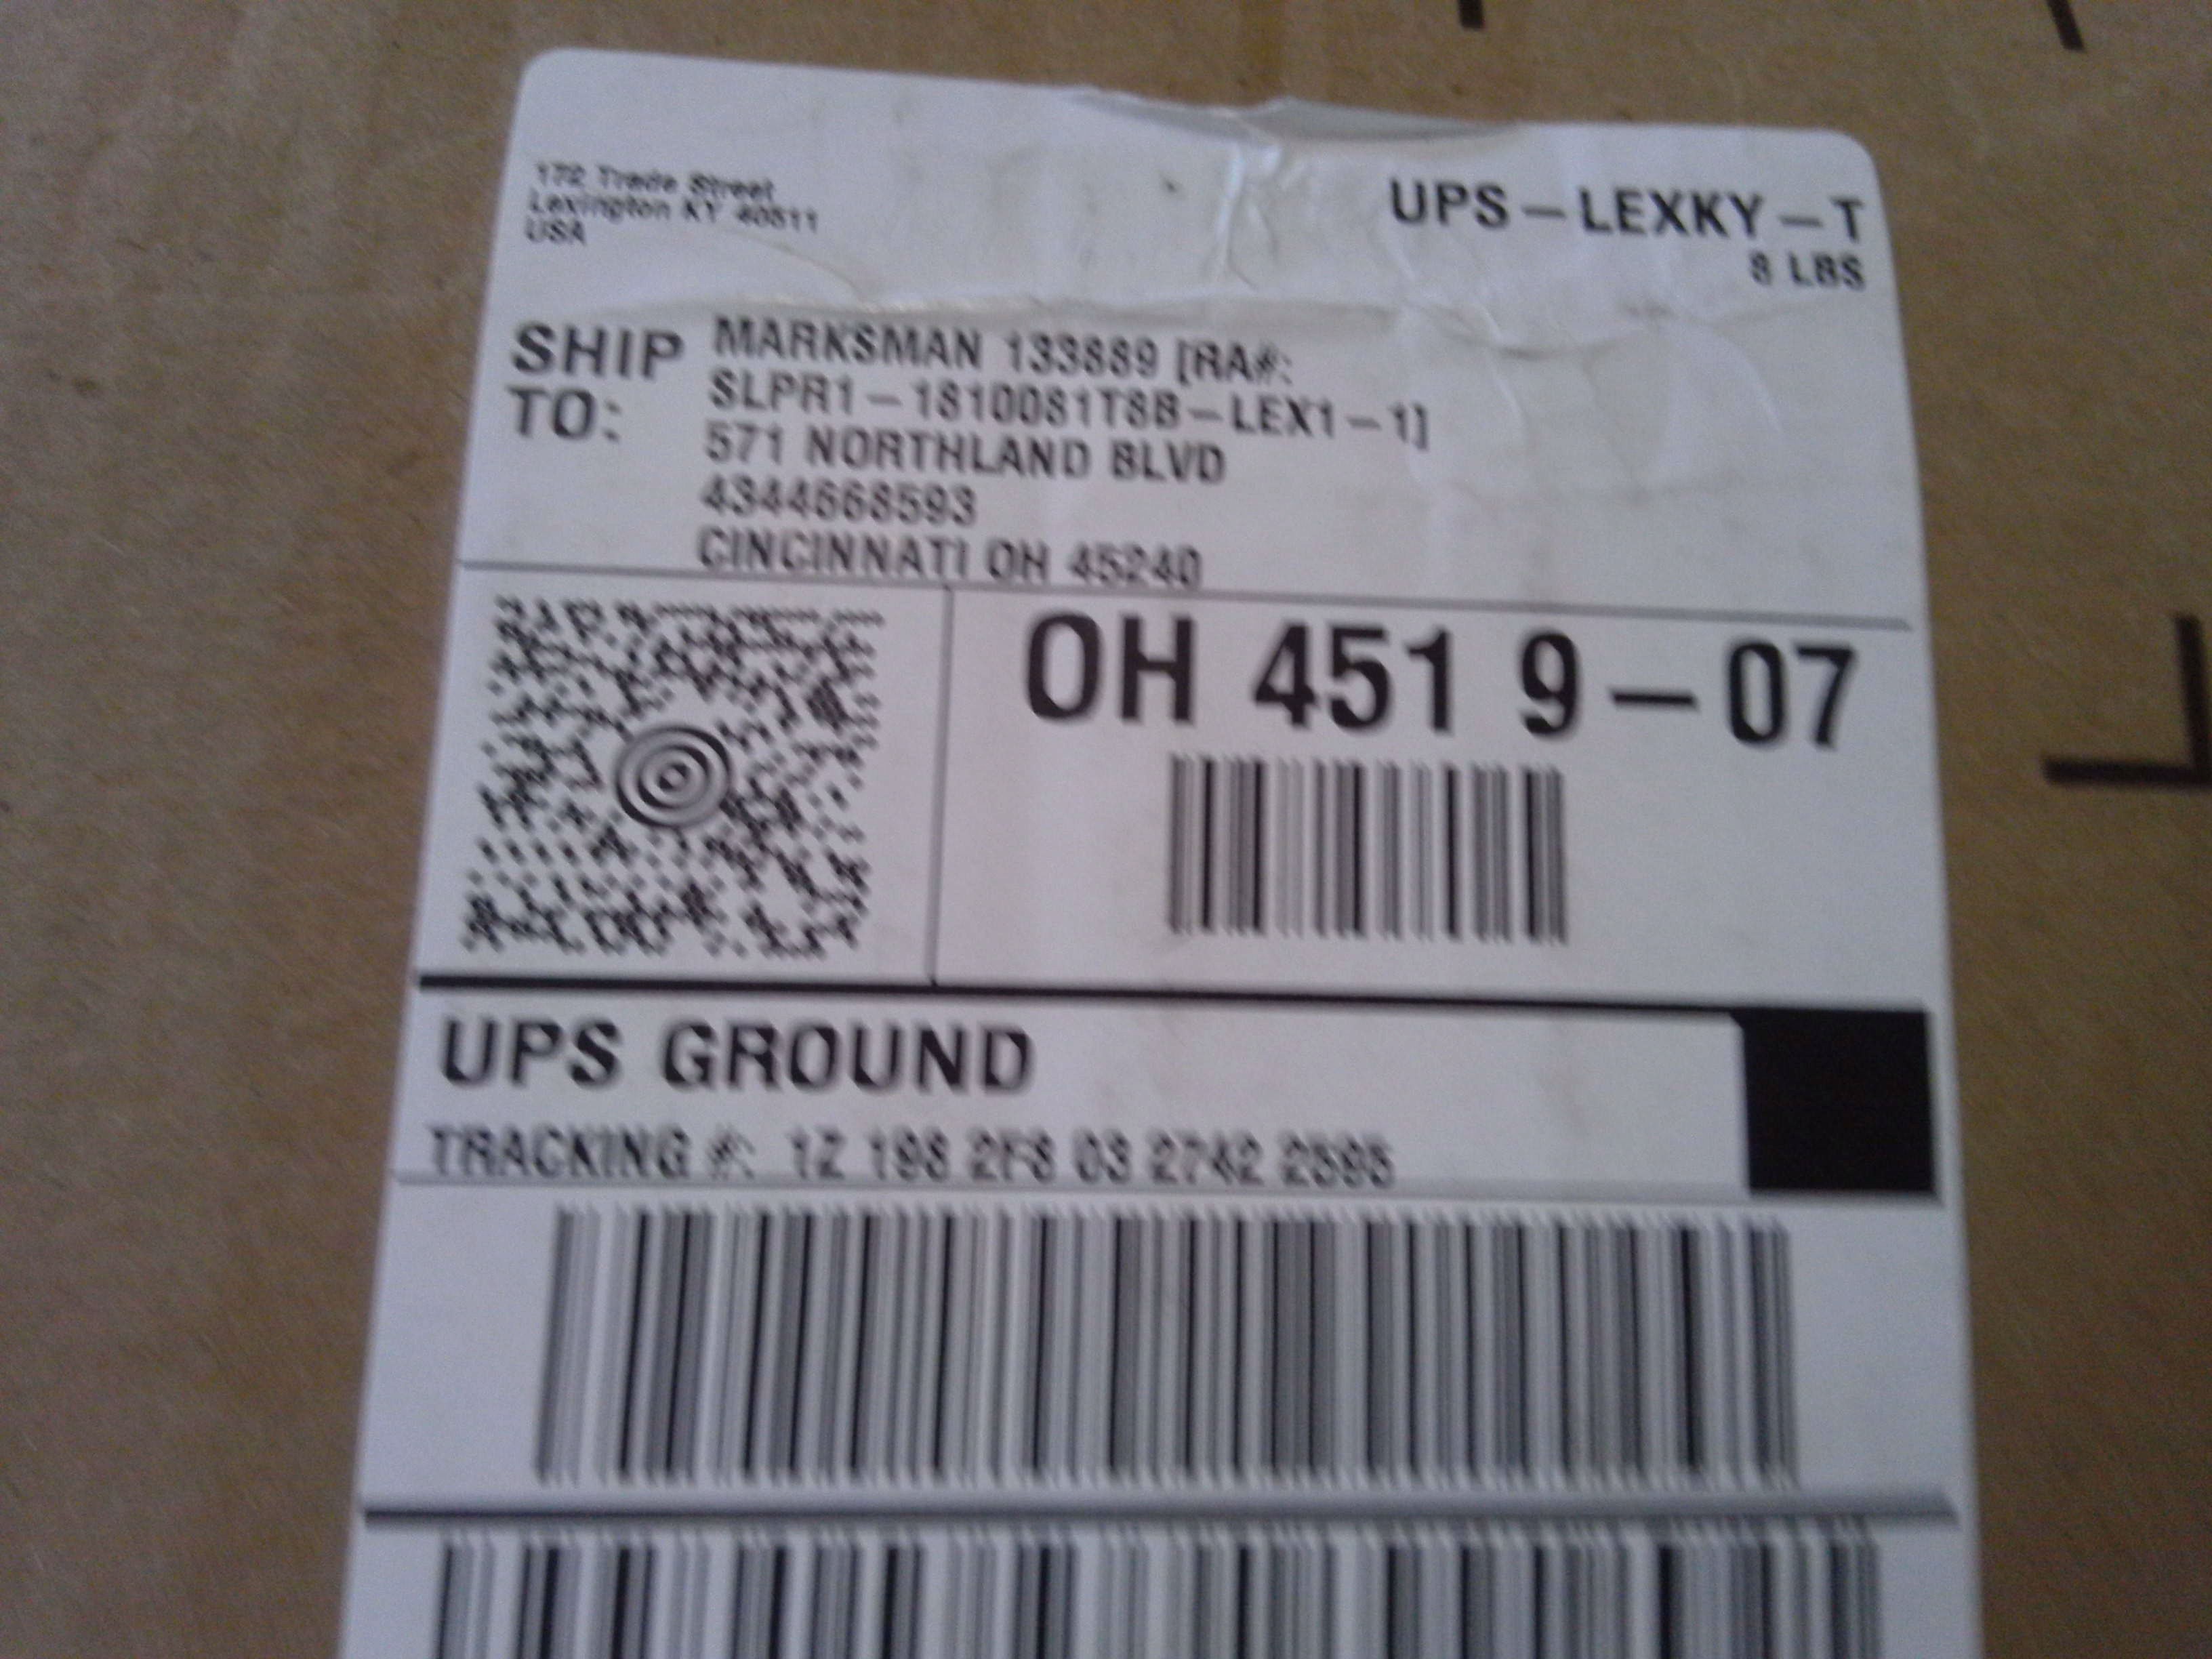 172 Trade Street
Lexington KY 40511
USA
UPS-LEXKY-T
8 LBS
SHIP TO:
MARKSMAN 133889 [RA#:
SLPR1-1810081T8B-LEX1-1]
571 NORTHLAND BLVD
4344668593
CINCINNATI OH 45240
OH 451 9-07
UPS GROUND
TRACKING #: 1Z 198 2F8 03 2742 2595